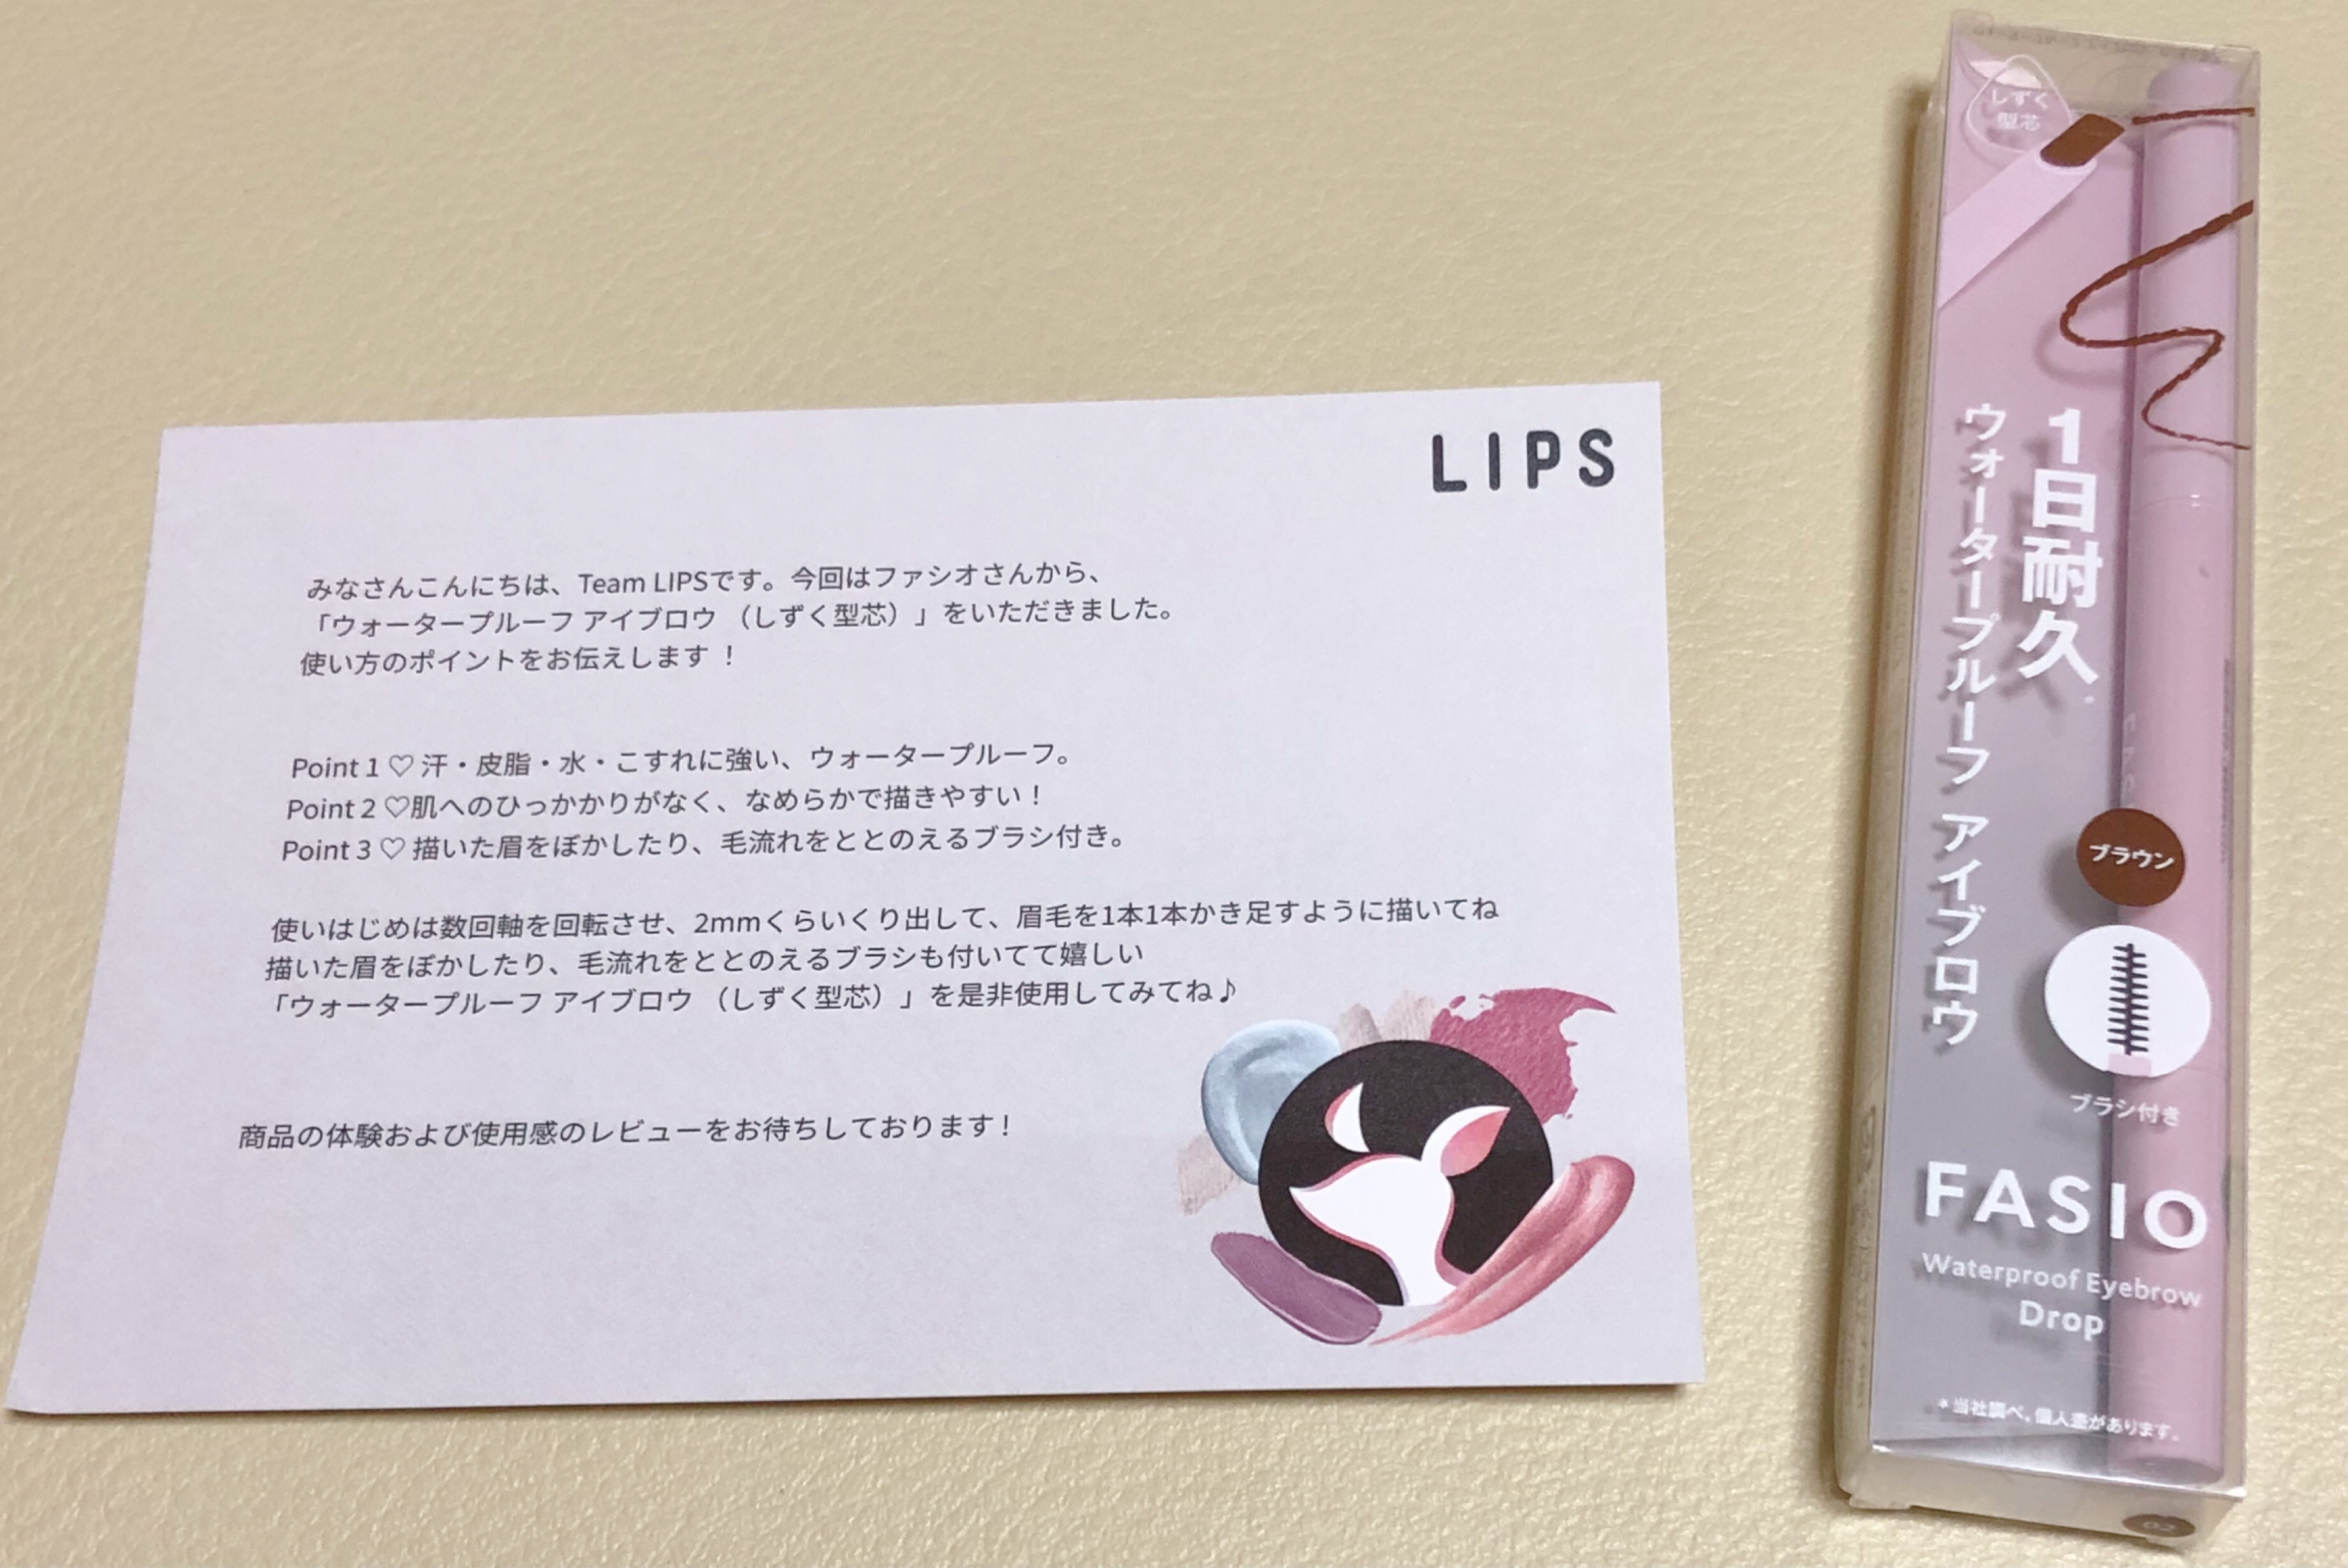 LIPS
みなさんこんにちは、Team LIPSです。今回はファシオさんから、
「ウォータープルーフ アイブロウ （しずく型芯）」をいただきました。
使い方のポイントをお伝えします ！
Point 1 ♡ 汗・皮脂・水・こすれに強い、ウォータープルーフ。
Point 2 ♡肌へのひっかかりがなく、なめらかで描きやすい！
Point 3 ♡ 描いた眉をぼかしたり、毛流れをととのえるブラシ付き。
使いはじめは数回軸を回転させ、2mmくらいくり出して、眉毛を1本1本かき足すように描いてね
描いた眉をぼかしたり、毛流れをととのえるブラシも付いてて嬉しい
「ウォータープルーフ アイブロウ （しずく型芯）」を是非使用してみてね♪
商品の体験および使用感のレビューをお待ちしております！
しずく
型芯
1日耐久*
ウォータープルーフ アイブロウ
ブラウン
ブラシ付き
FASIO
Waterproof Eyebrow
Drop
*当社調べ。個人差があります。
02